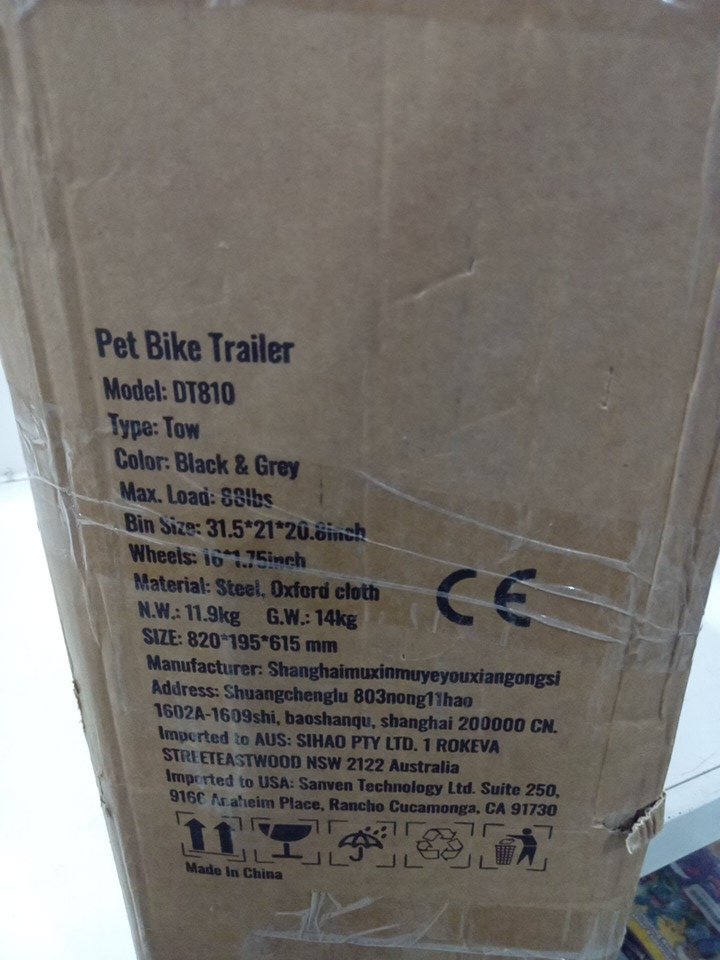 Pet Bike Trailer
Model: DT810
Type: Tow
Color: Black & Grey
Max. Load: 88lbs
Bin Size: 31.5*21*20.8inch
Wheels: 16*1.75inch
Material: Steel, Oxford cloth
N.W.: 11.9kg G.W.: 14kg
SIZE: 820*195*615 mm
CE
Manufacturer: Shanghaimuxinmuyeyouxiangongsi
Address: Shuangchenglu 803nong11hao
1602A-1609shi, baoshanqu, shanghai 200000 CN.
Imported to AUS: SIHAO PTY LTD. 1 ROKEVA
STREETEASTWOOD NSW 2122 Australia
Imported to USA: Sanven Technology Ltd. Suite 250,
9166 Anaheim Place, Rancho Cucamonga, CA 91730
Made In China